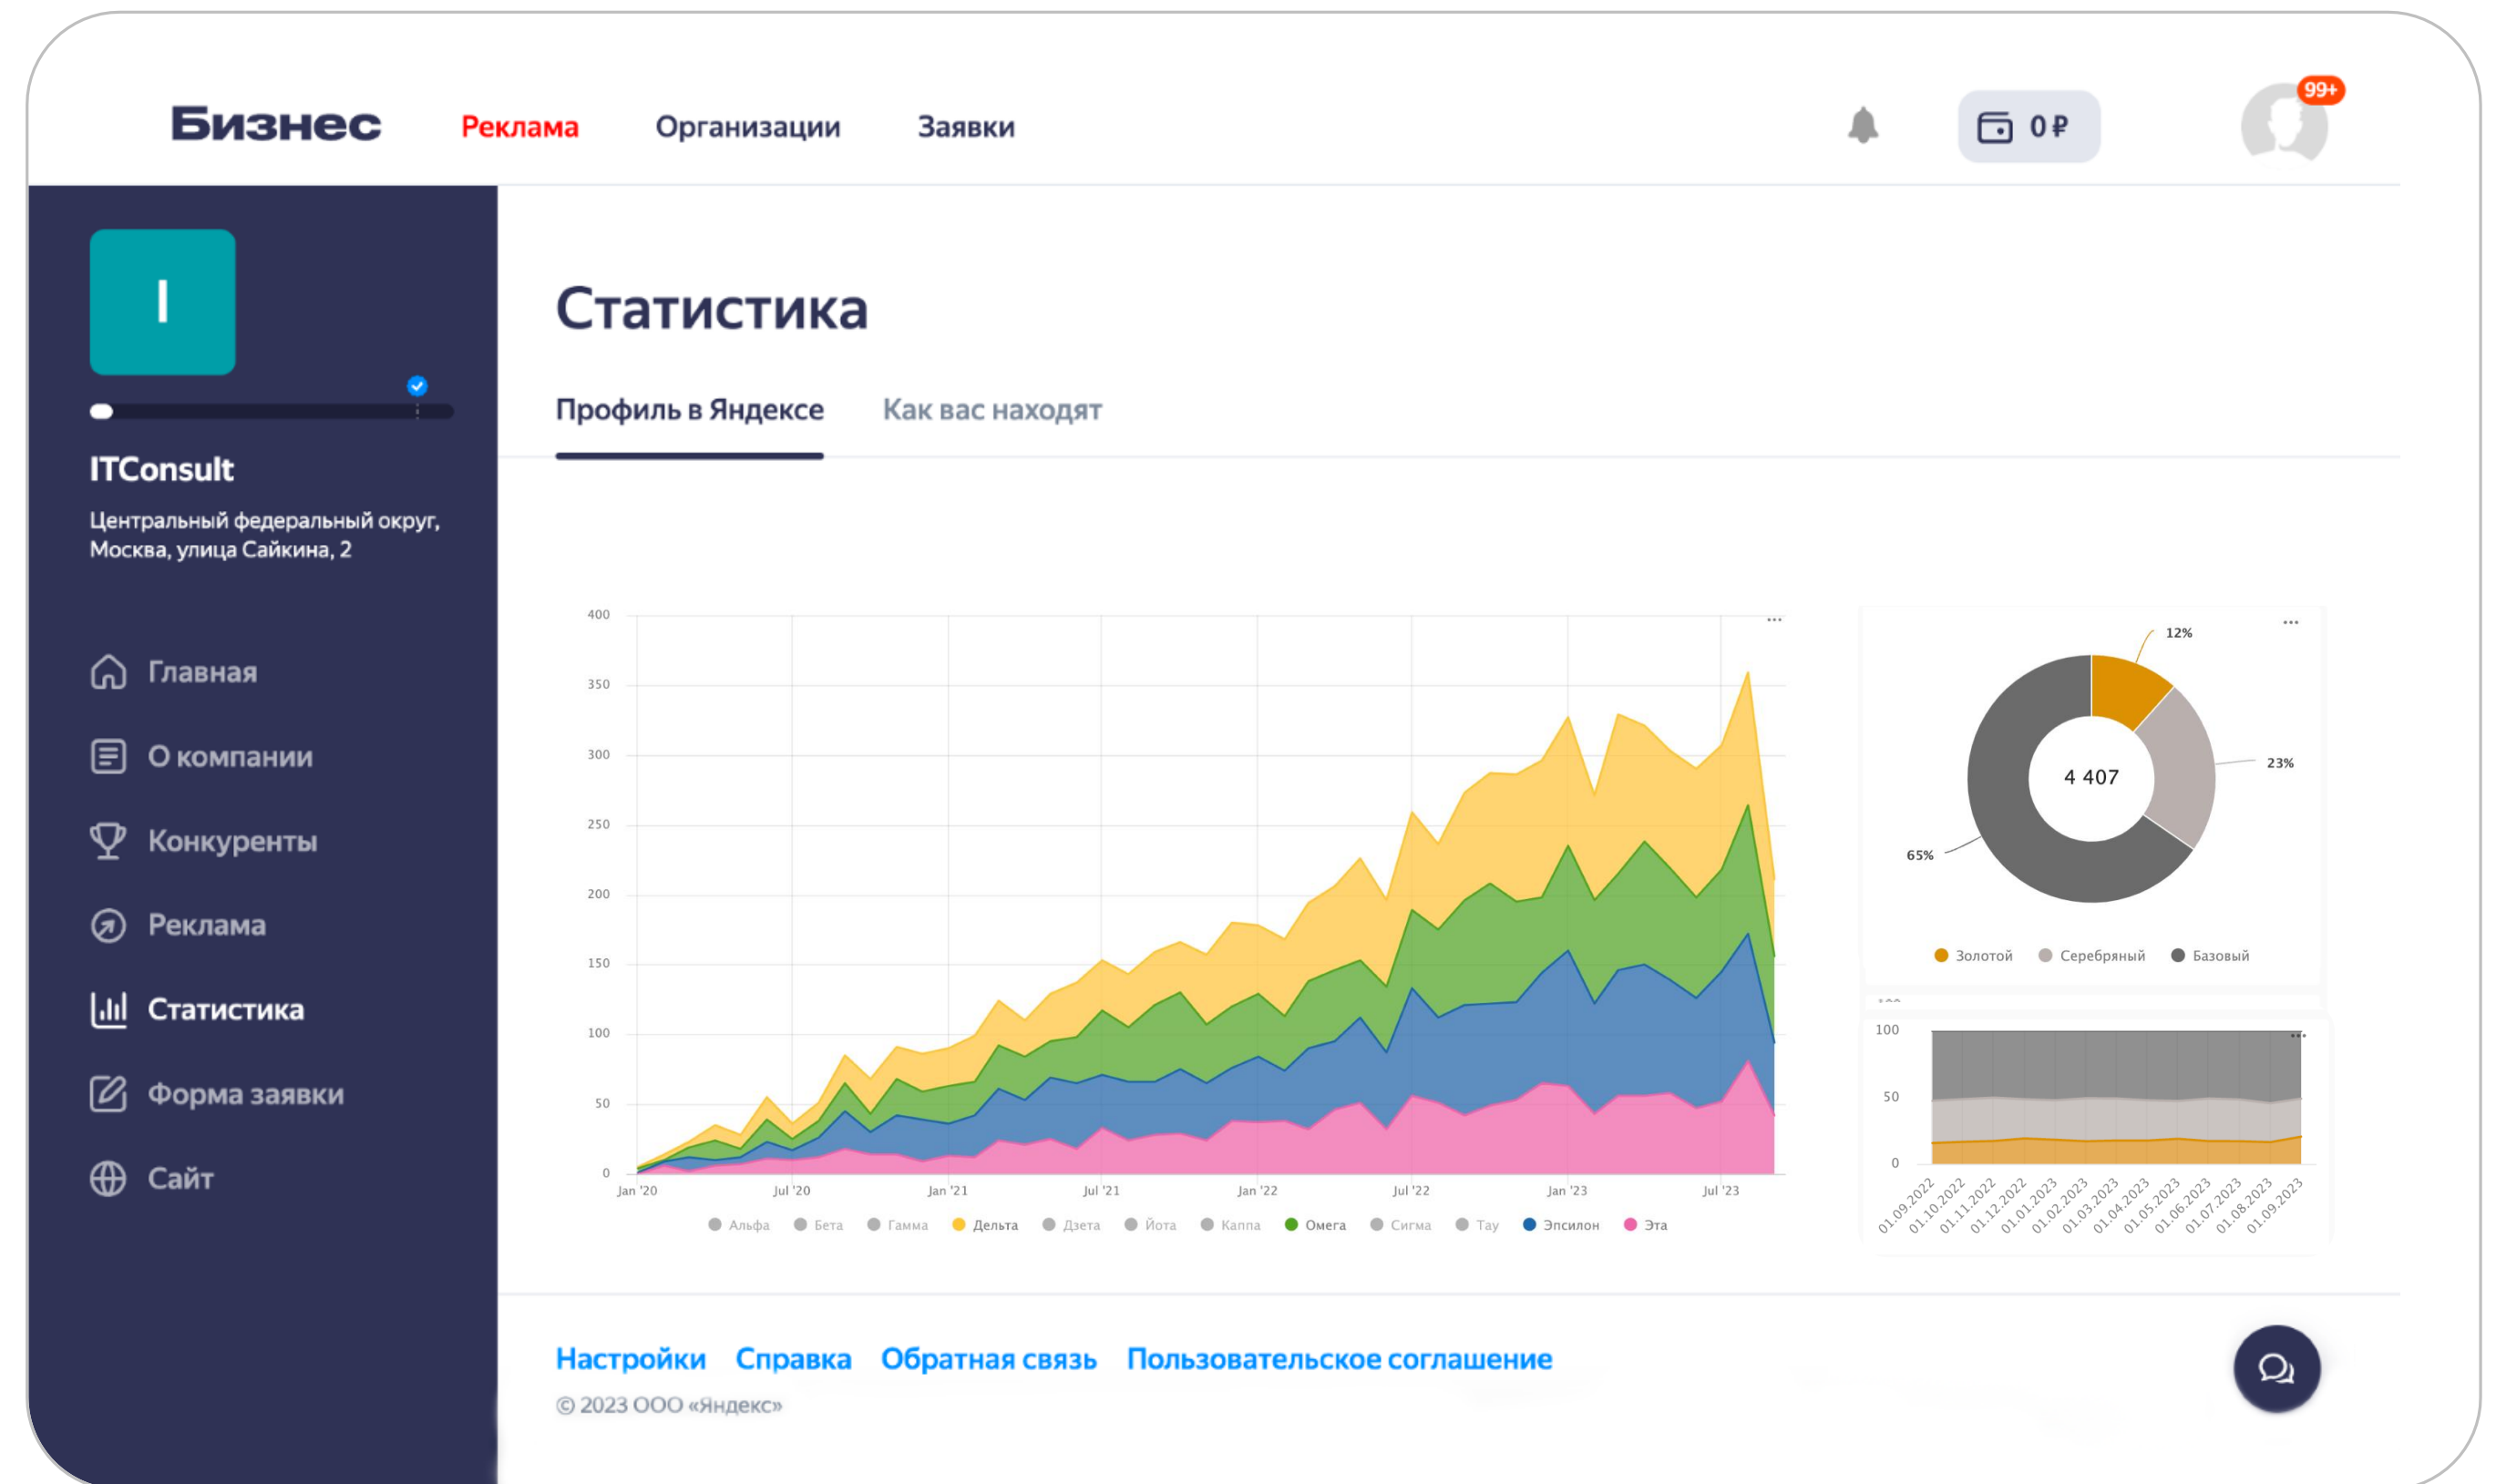 Бизнес Реклама Организации Заявки 0 ₽ 99+
I
ITConsult
Центральный федеральный округ,
Москва, улица Сайкина, 2
Главная
О компании
Конкуренты
Реклама
Статистика
Форма заявки
Сайт
Статистика
Профиль в Яндексе Как вас находят
400
350
300
250
200
150
100
50
0
Jan '20 Jul '20 Jan '21 Jul '21 Jan '22 Jul '22 Jan '23 Jul '23
Альфа Бета Гамма Дельта Дзета Йота Каппа Омега Сигма Тау Эпсилон Эта
12%
23%
4 407
65%
Золотой Серебряный Базовый
100
50
0
01.09.2022 01.10.2022 01.11.2022 01.12.2022 01.01.2023 01.02.2023 01.03.2023 01.04.2023 01.05.2023 01.06.2023 01.07.2023 01.08.2023 01.09.2023
Настройки Справка Обратная связь Пользовательское соглашение
© 2023 ООО «Яндекс»